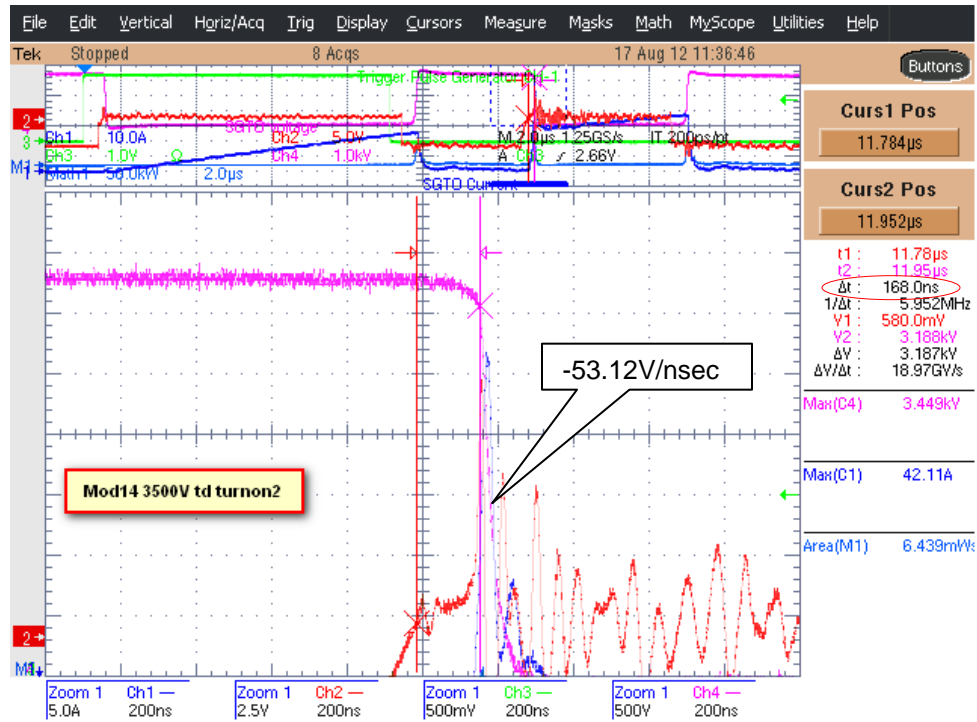 File Edit Vertical Horiz/Acq Trig Display Cursors Measure Masks Math MyScope Utilities Help
Tek Stopped 8 Acqs 17 Aug 12 11:36:46
Buttons
Curs1 Pos
11.784µs
Curs2 Pos
11.952µs
t1 : 11.78µs
t2 : 11.95µs
Δt : 168.0ns
1/Δt : 5.952MHz
V1 : 580.0mV
V2 : 3.188kV
ΔV : 3.187kV
ΔV/Δt : 18.97GV/s
Max(C4) 3.449kV
Max(C1) 42.11A
Area(M1) 6.439mWs
Trigger Pulse Generator
SGTO Voltage
Ch1 10.0A Ch2 5.0V M 2.0µs 1.25GS/s IT 200ps/pt
Ch3 1.0V Ω Ch4 1.0kV A Ch3 2.66V
Math1 50.0kW 2.0µs
SGTO Current
2
3
M1
-53.12V/nsec
Mod14 3500V td turnon2
2
Zoom 1 Ch1 Zoom 1 Ch2 Zoom 1 Ch3 Zoom 1 Ch4
5.0A 200ns 2.5V 200ns 500mV 200ns 500V 200ns